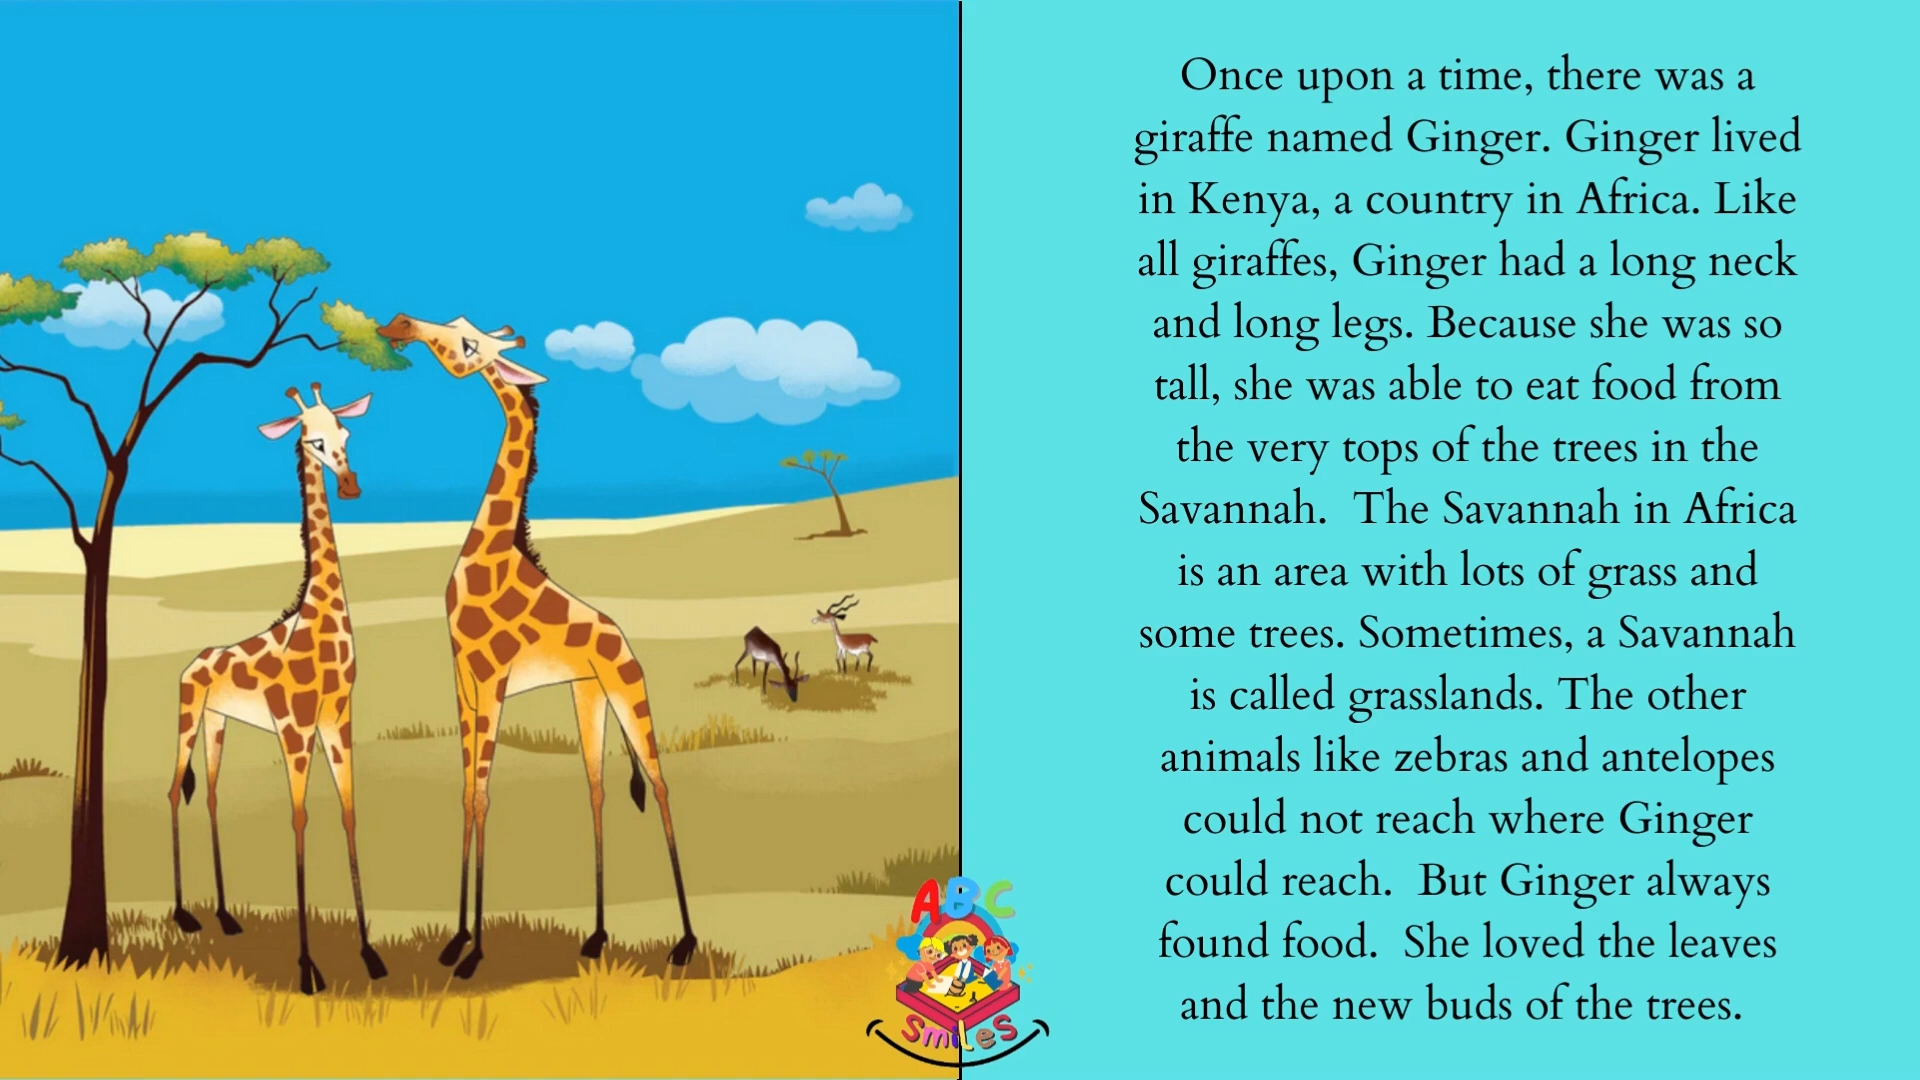 Once upon a time, there was a
giraffe named Ginger. Ginger lived
in Kenya, a country in Africa. Like
all giraffes, Ginger had a long neck
and long legs. Because she was so
tall, she was able to eat food from
the very tops of the trees in the
Savannah.  The Savannah in Africa
is an area with lots of grass and
some trees. Sometimes, a Savannah
is called grasslands. The other
animals like zebras and antelopes
could not reach where Ginger
could reach.  But Ginger always
found food.  She loved the leaves
and the new buds of the trees.
ABC
Smiles